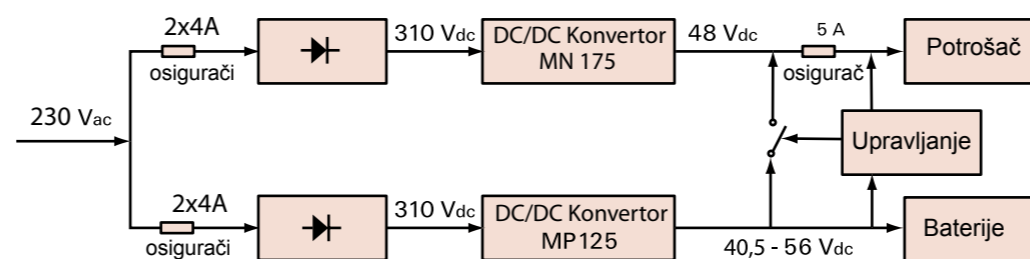 2x4A
osigurači
310 Vdc
DC/DC Konvertor
MN 175
48 Vdc
5 A
osigurač
Potrošač
230 Vac
Upravljanje
2x4A
osigurači
310 Vdc
DC/DC Konvertor
MP125
40,5 - 56 Vdc
Baterije